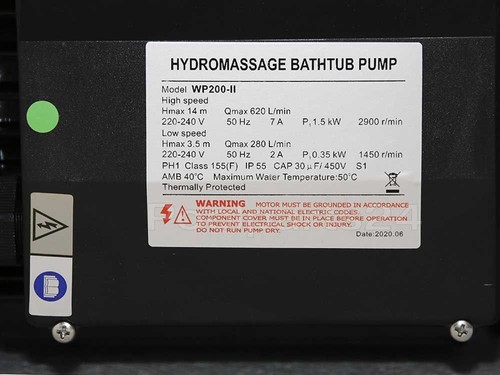 HYDROMASSAGE BATHTUB PUMP
Model WP200-II
High speed
Hmax 14 m Qmax 620 L/min
220-240 V 50 Hz 7 A P₁ 1.5 kW 2900 r/min
Low speed
Hmax 3.5 m Qmax 280 L/min
220-240 V 50 Hz 2 A P₁ 0.35 kW 1450 r/min
PH1 Class 155(F) IP 55 CAP 30 µF/ 450V S1
AMB 40°C Maximum Water Temperature:50°C
Thermally Protected
WARNING MOTOR MUST BE GROUNDED IN ACCORDANCE
WITH LOCAL AND NATIONAL ELECTRIC CODES.
COMPONENT COVER MUST BE IN PLACE BEFORE OPERATION
TO PREVENT ELECTRICAL SHOCK OR INJURY.
DO NOT RUN PUMP DRY.
Date:2020.06